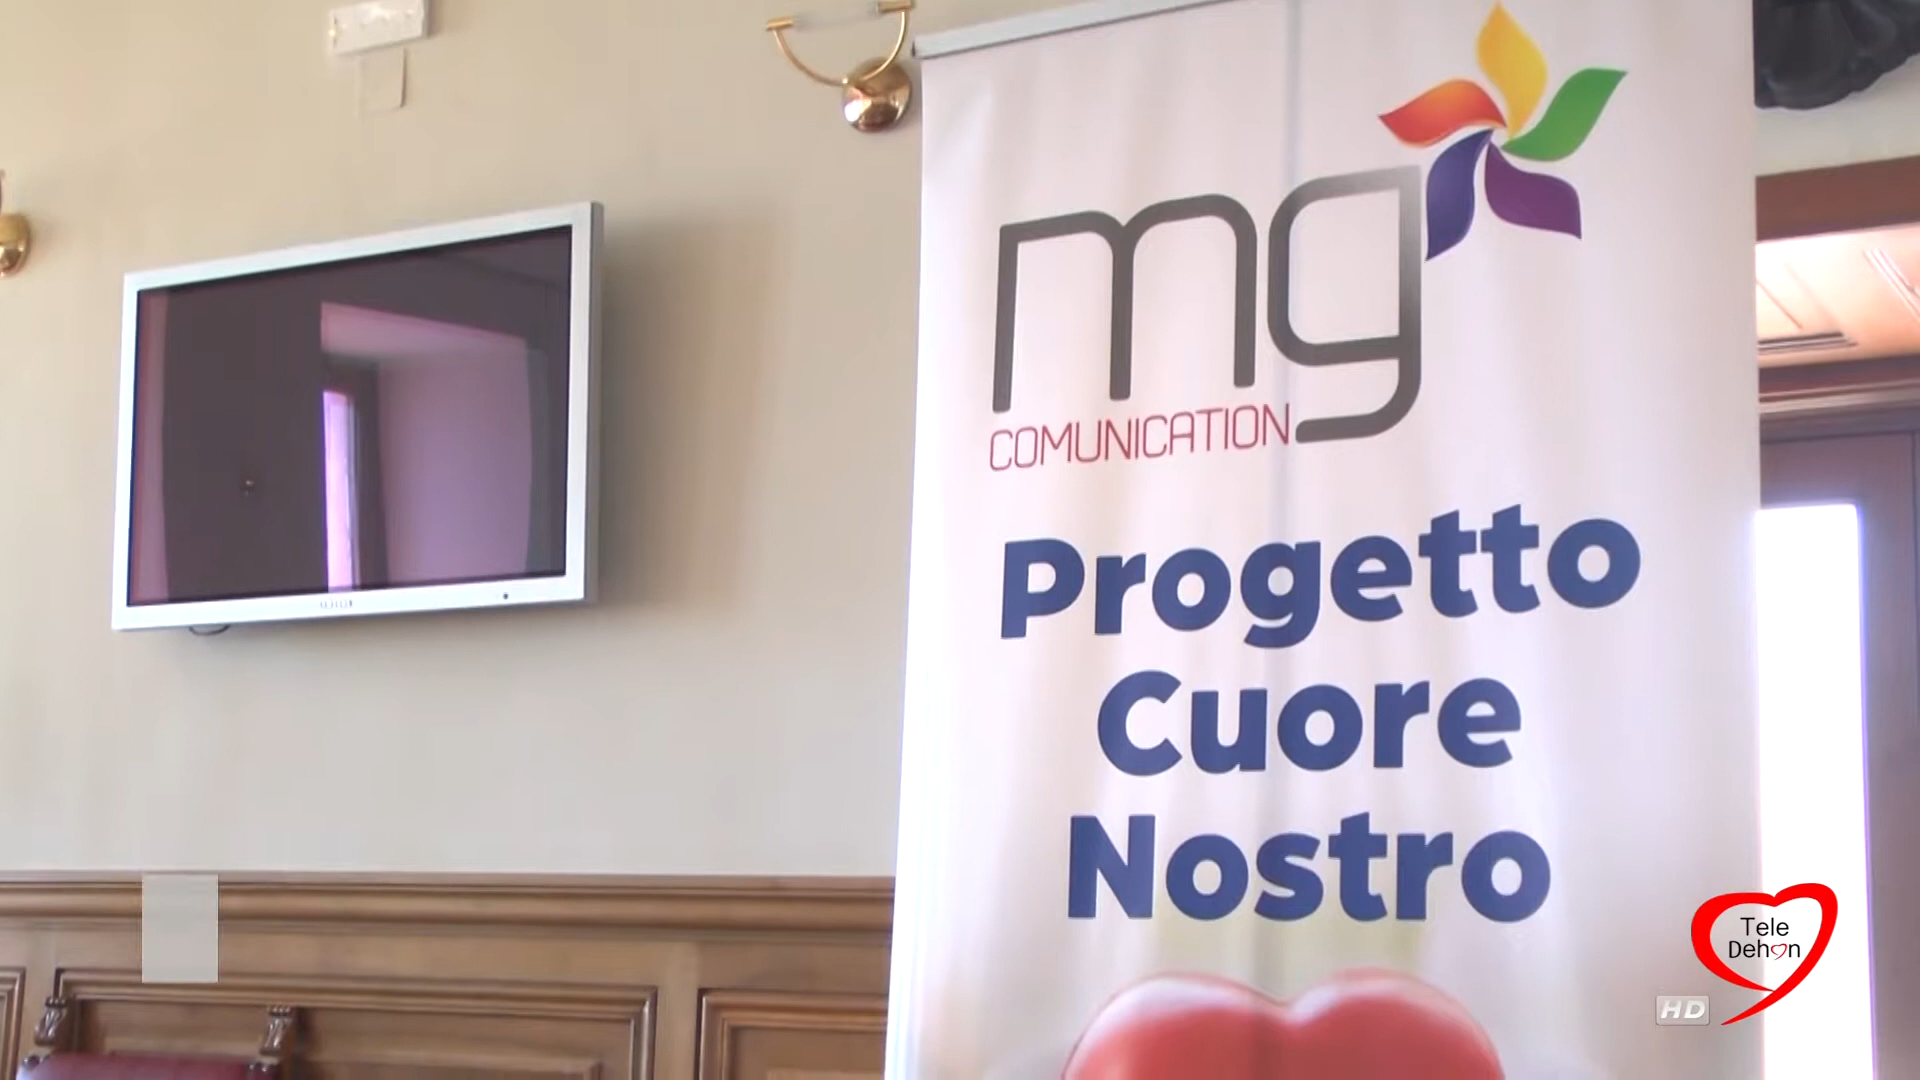 mg
COMUNICATION
Progetto
Cuore
Nostro
Tele
Dehon
HD